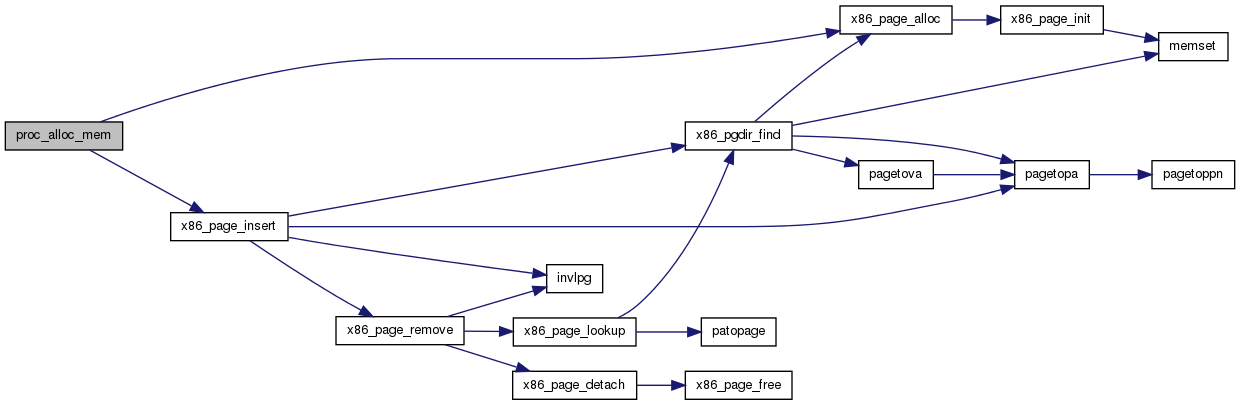 x86_page_alloc
x86_page_init
memset
proc_alloc_mem
x86_pgdir_find
pagetova
pagetopa
pagetoppn
x86_page_insert
invlpg
x86_page_remove
x86_page_lookup
patopage
x86_page_detach
x86_page_free